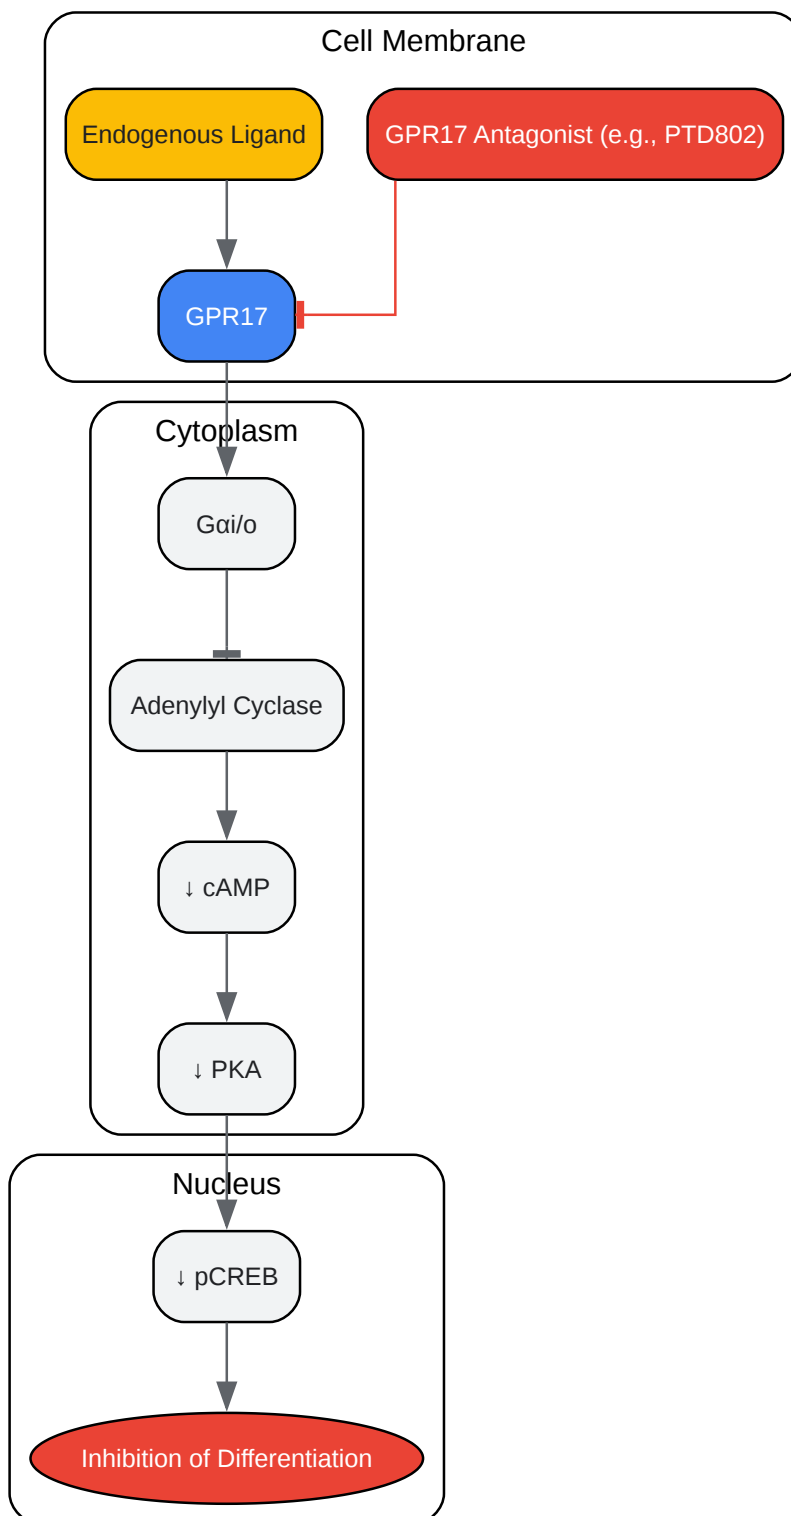 Cell Membrane
Endogenous Ligand
GPR17 Antagonist (e.g., PTD802)
GPR17
Cytoplasm
Gαi/o
Adenylyl Cyclase
↓ cAMP
↓ PKA
Nucleus
↓ pCREB
Inhibition of Differentiation